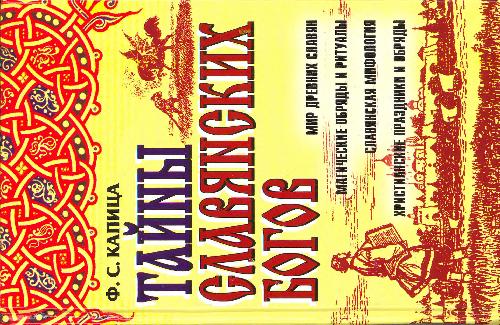 Ф. С. КАПИЦА
ТАЙНЫ
СЛАВЯНСКИХ
БОГОВ
МИР ДРЕВНИХ СЛАВЯН
МАГИЧЕСКИЕ ОБРЯДЫ И РИТУАЛЫ
СЛАВЯНСКАЯ МИФОЛОГИЯ
ХРИСТИАНСКИЕ ПРАЗДНИКИ И ОБРЯДЫ